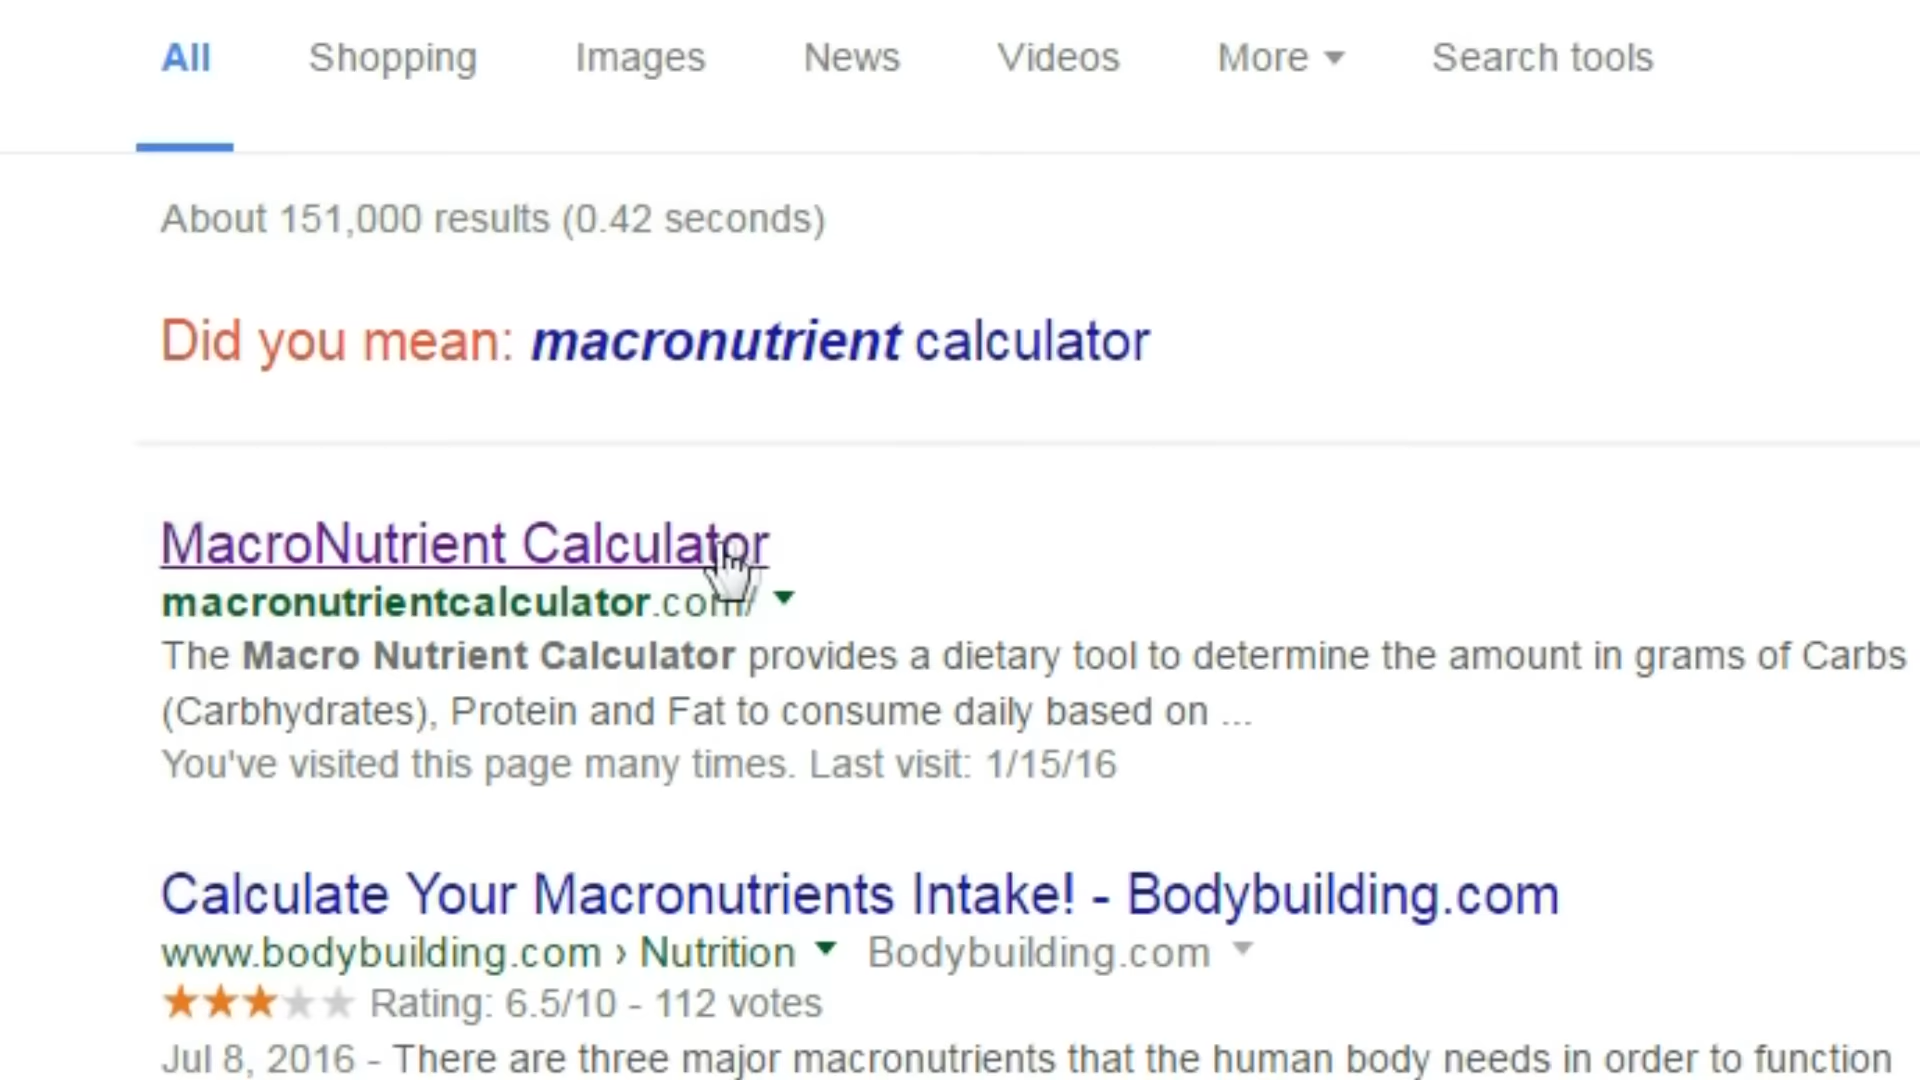 All Shopping Images News Videos More Search tools
About 151,000 results (0.42 seconds)
Did you mean: macronutrient calculator
MacroNutrient Calculator
macronutrientcalculator.com/
The Macro Nutrient Calculator provides a dietary tool to determine the amount in grams of Carbs
(Carbhydrates), Protein and Fat to consume daily based on ...
You've visited this page many times. Last visit: 1/15/16
Calculate Your Macronutrients Intake! - Bodybuilding.com
www.bodybuilding.com › Nutrition Bodybuilding.com
Rating: 6.5/10 - 112 votes
Jul 8, 2016 - There are three major macronutrients that the human body needs in order to function